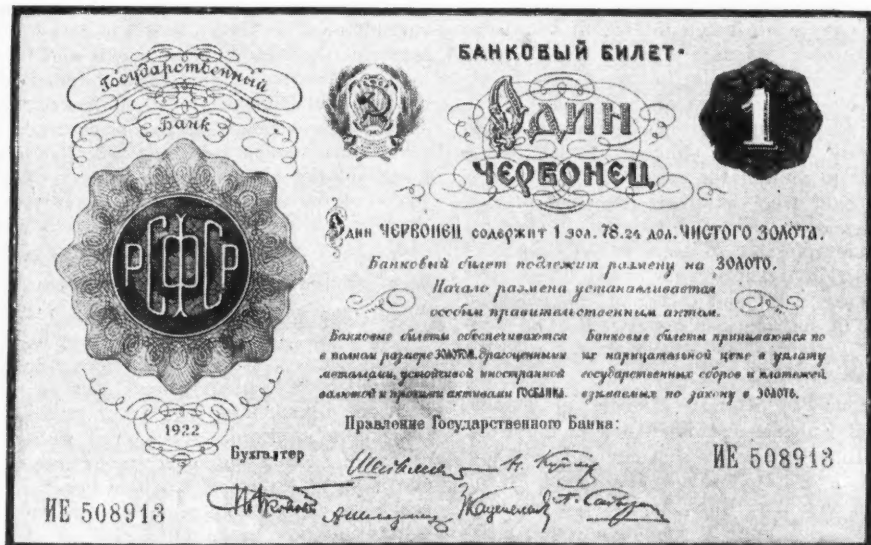 Государственный
Банк
РСФСР
1922
БАНКОВЫЙ БИЛЕТ
Один
ЧЕРВОНЕЦ
1
Один ЧЕРВОНЕЦ содержит 1 зол. 78.24 дол. ЧИСТОГО ЗОЛОТА.
Банковый билет подлежит размену на ЗОЛОТО.
Начало размена устанавливается
особым правительственным актом.
Банковые билеты обеспечиваются
в полном размере ЗОЛОТОМ, драгоценными
металлами, устойчивой иностранной
валютой и прочими активами ГОСБАНКА.
Банковые билеты принимаются по
их нарицательной цене в уплату
государственных сборов и платежей,
взимаемых по закону в ЗОЛОТЕ.
Правление Государственного Банка:
Бухгалтер
ИЕ 508913
ИЕ 508913